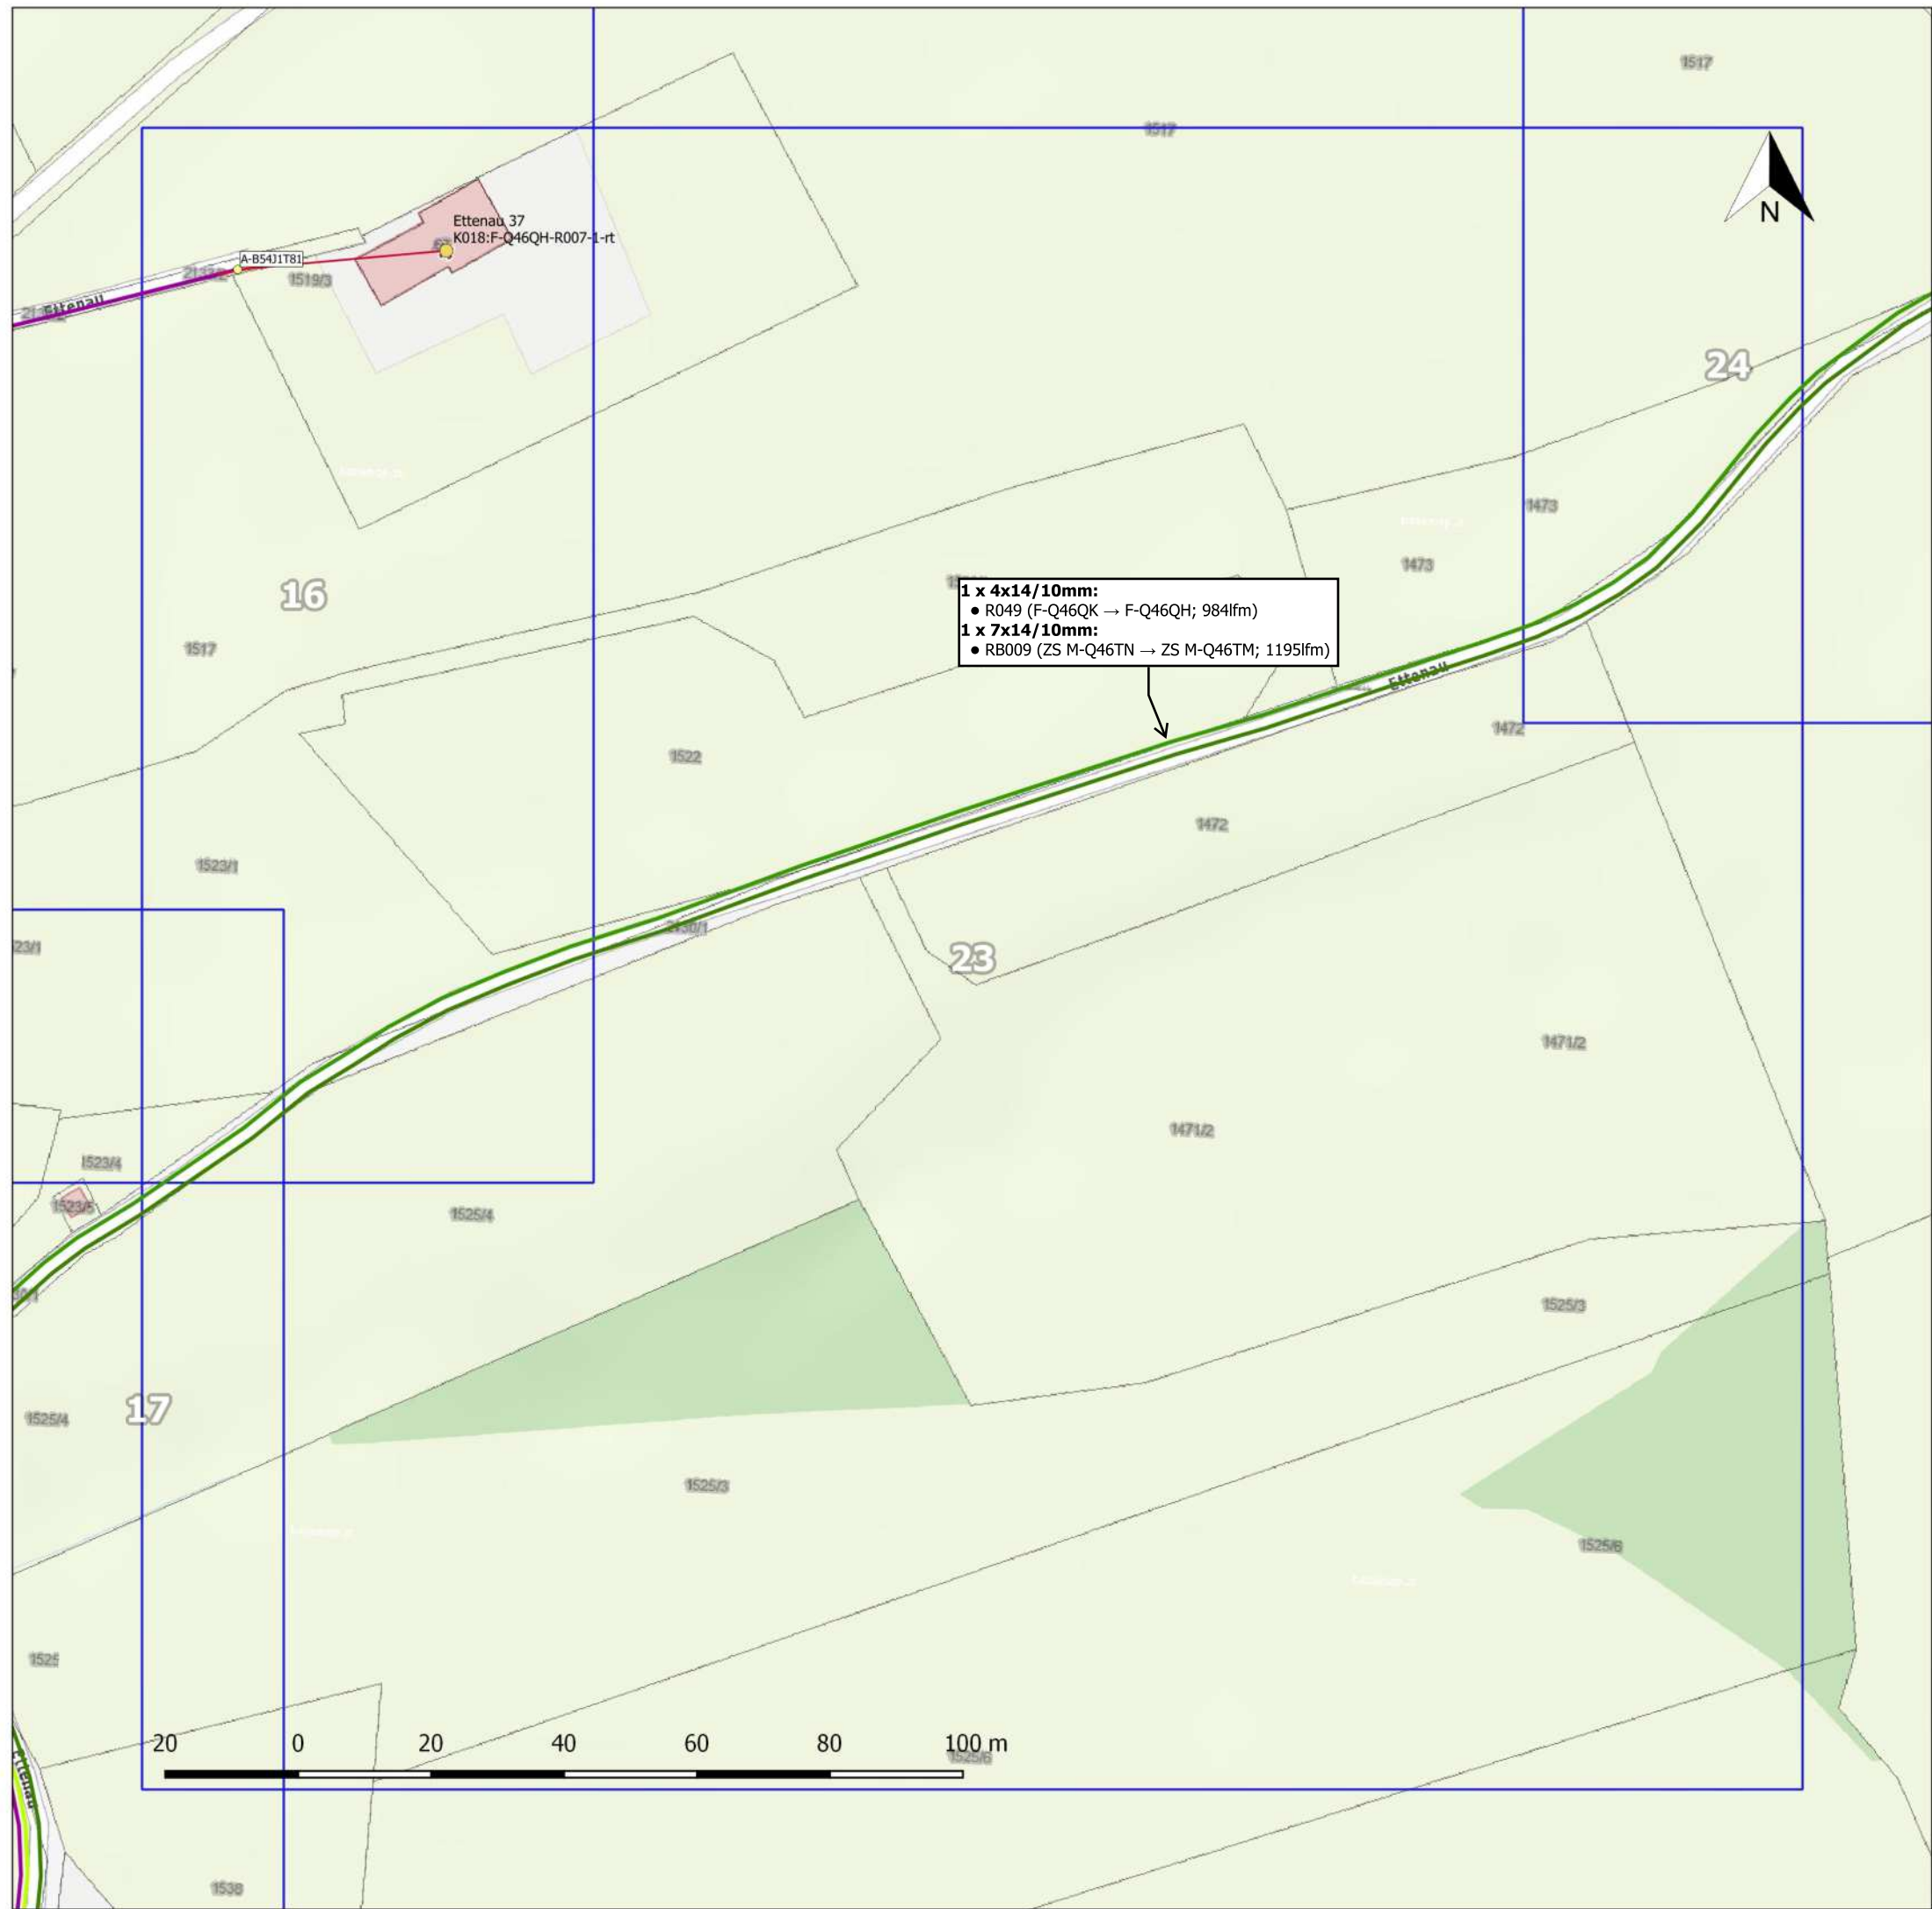 1517
1517
Ettenau 37
K018:F-Q46QH-R007-1-rt
A-B54J1T81
1519/3
Ettenau
N
24
1473
1473
16
1517
1 x 4x14/10mm:
● R049 (F-Q46QK → F-Q46QH; 984lfm)
1 x 7x14/10mm:
● RB009 (ZS M-Q46TN → ZS M-Q46TM; 1195lfm)
Ettenau
1472
1522
1472
1523/1
2130/1
23/1
23
1471/2
1471/2
1523/4
1523/5
1525/4
1525/3
17
1525/4
1525/3
1525/6
1525
20 0 20 40 60 80 100 m
1525/6
Ettenau
1538